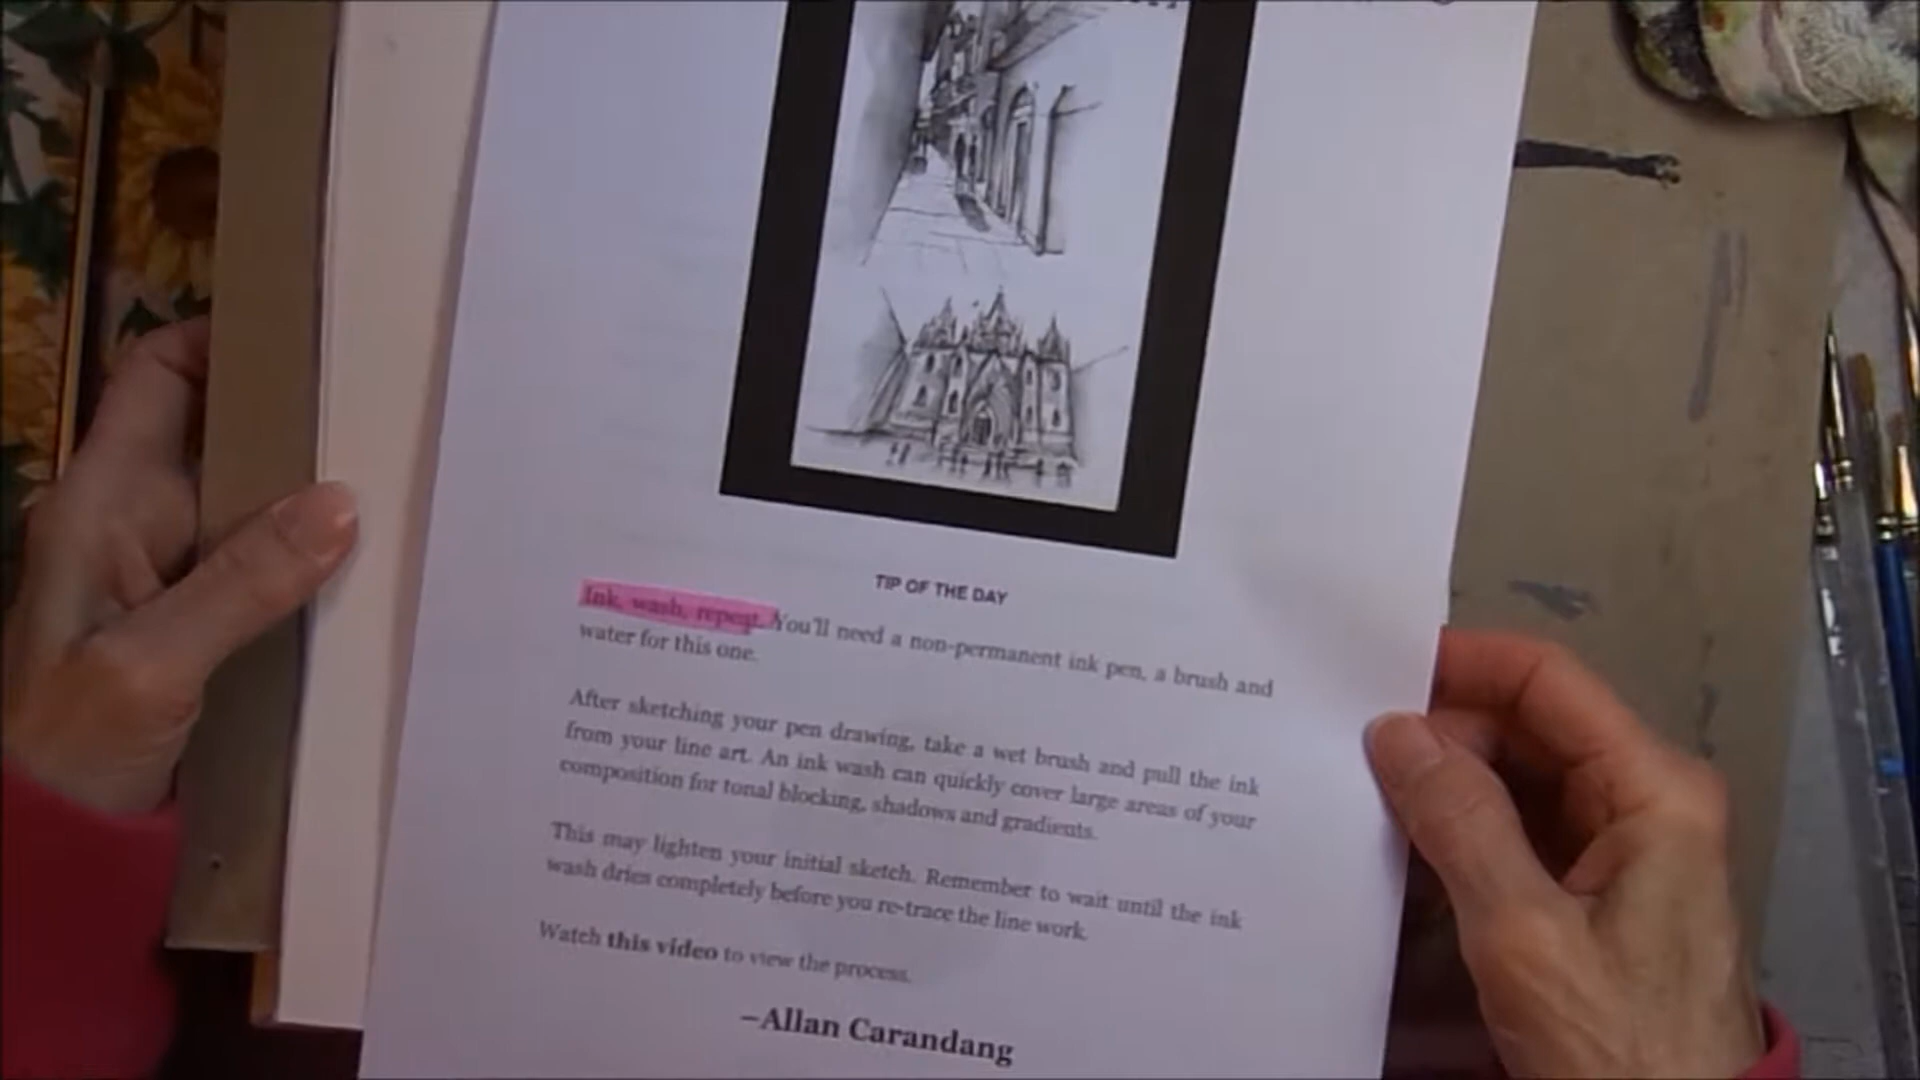 TIP OF THE DAY
Ink, wash, repeat. You'll need a non-permanent ink pen, a brush and
water for this one.
After sketching your pen drawing, take a wet brush and pull the ink
from your line art. An ink wash can quickly cover large areas of your
composition for tonal blocking, shadows and gradients.
This may lighten your initial sketch. Remember to wait until the ink
wash dries completely before you re-trace the line work.
Watch this video to view the process.
–Allan Carandang